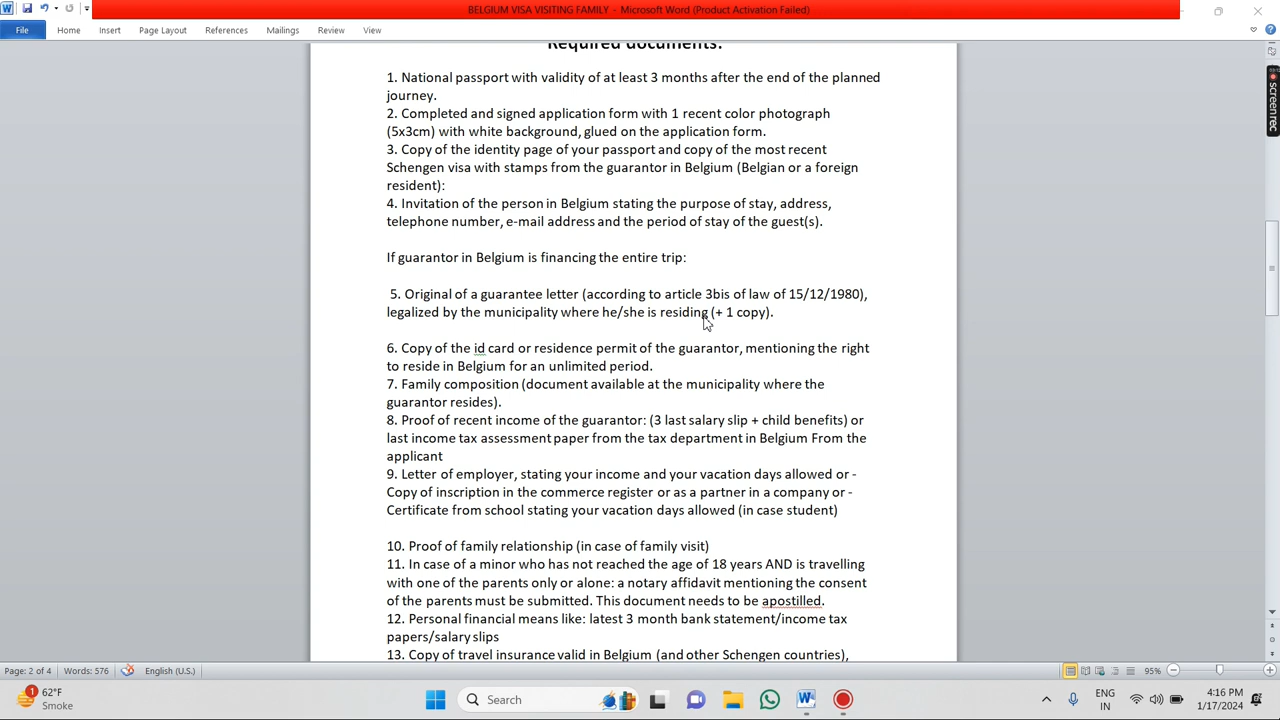 BELGIUM VISA VISITING FAMILY - Microsoft Word (Product Activation Failed)
File Home Insert Page Layout References Mailings Review View
Required documents:
1. National passport with validity of at least 3 months after the end of the planned
journey.
2. Completed and signed application form with 1 recent color photograph
(5x3cm) with white background, glued on the application form.
3. Copy of the identity page of your passport and copy of the most recent
Schengen visa with stamps from the guarantor in Belgium (Belgian or a foreign
resident):
4. Invitation of the person in Belgium stating the purpose of stay, address,
telephone number, e-mail address and the period of stay of the guest(s).
If guarantor in Belgium is financing the entire trip:
5. Original of a guarantee letter (according to article 3bis of law of 15/12/1980),
legalized by the municipality where he/she is residing (+ 1 copy).
6. Copy of the id card or residence permit of the guarantor, mentioning the right
to reside in Belgium for an unlimited period.
7. Family composition (document available at the municipality where the
guarantor resides).
8. Proof of recent income of the guarantor: (3 last salary slip + child benefits) or
last income tax assessment paper from the tax department in Belgium From the
applicant
9. Letter of employer, stating your income and your vacation days allowed or -
Copy of inscription in the commerce register or as a partner in a company or -
Certificate from school stating your vacation days allowed (in case student)
10. Proof of family relationship (in case of family visit)
11. In case of a minor who has not reached the age of 18 years AND is travelling
with one of the parents only or alone: a notary affidavit mentioning the consent
of the parents must be submitted. This document needs to be apostilled.
12. Personal financial means like: latest 3 month bank statement/income tax
papers/salary slips
13. Copy of travel insurance valid in Belgium (and other Schengen countries),
screen rec
Page: 2 of 4 Words: 576 English (U.S.) 95%
1 62°F
Smoke
Search
ENG
IN
4:16 PM
1/17/2024